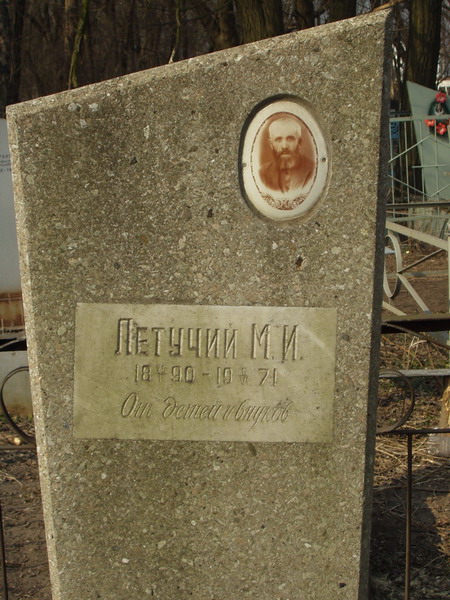 Летучий М. И.
18 90 - 19 71
От детей и внуков